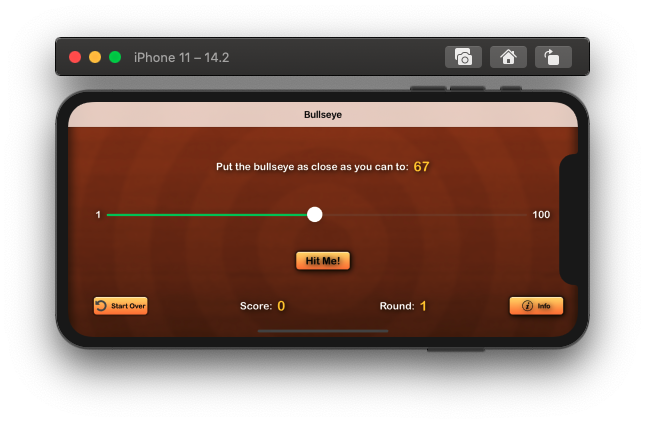 iPhone 11 – 14.2
Bullseye
Put the bullseye as close as you can to: 67
1 100
Hit Me!
Start Over Score: 0 Round: 1 Info